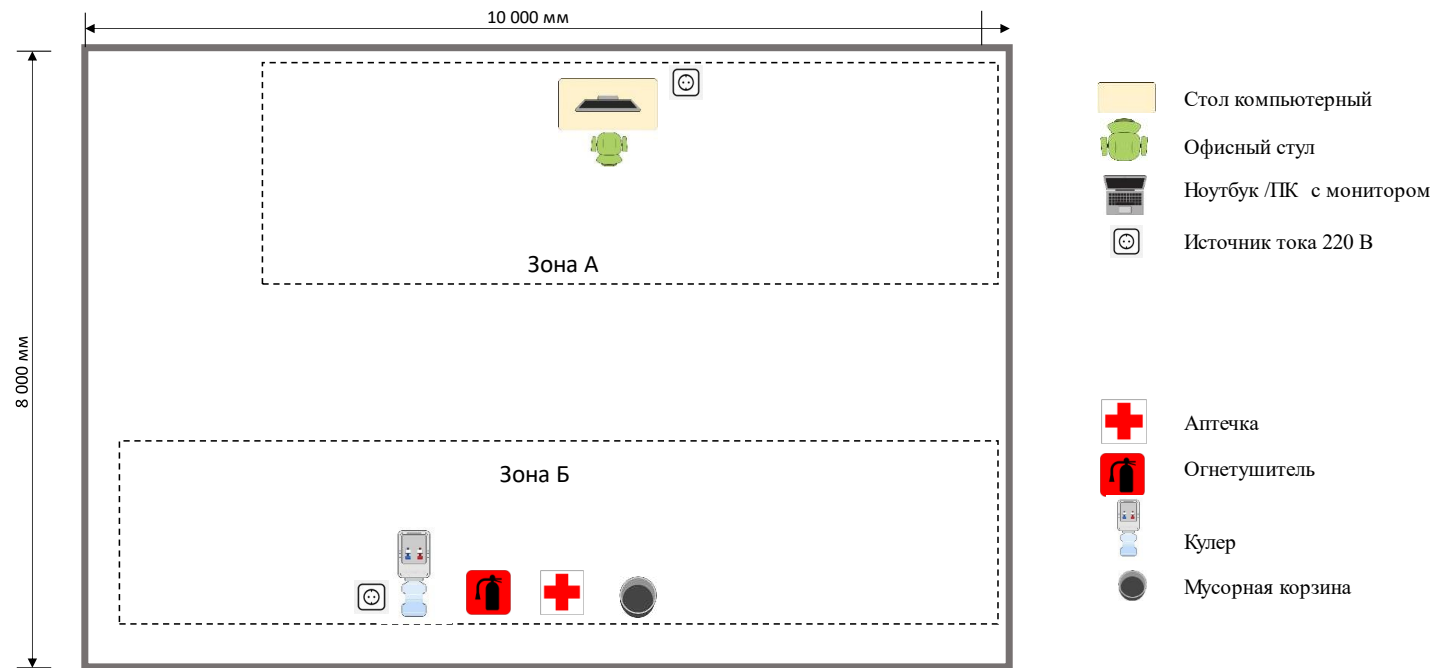 10 000 мм
8 000 мм
Зона А
Зона Б
Стол компьютерный
Офисный стул
Ноутбук /ПК с монитором
Источник тока 220 В
Аптечка
Огнетушитель
Кулер
Мусорная корзина